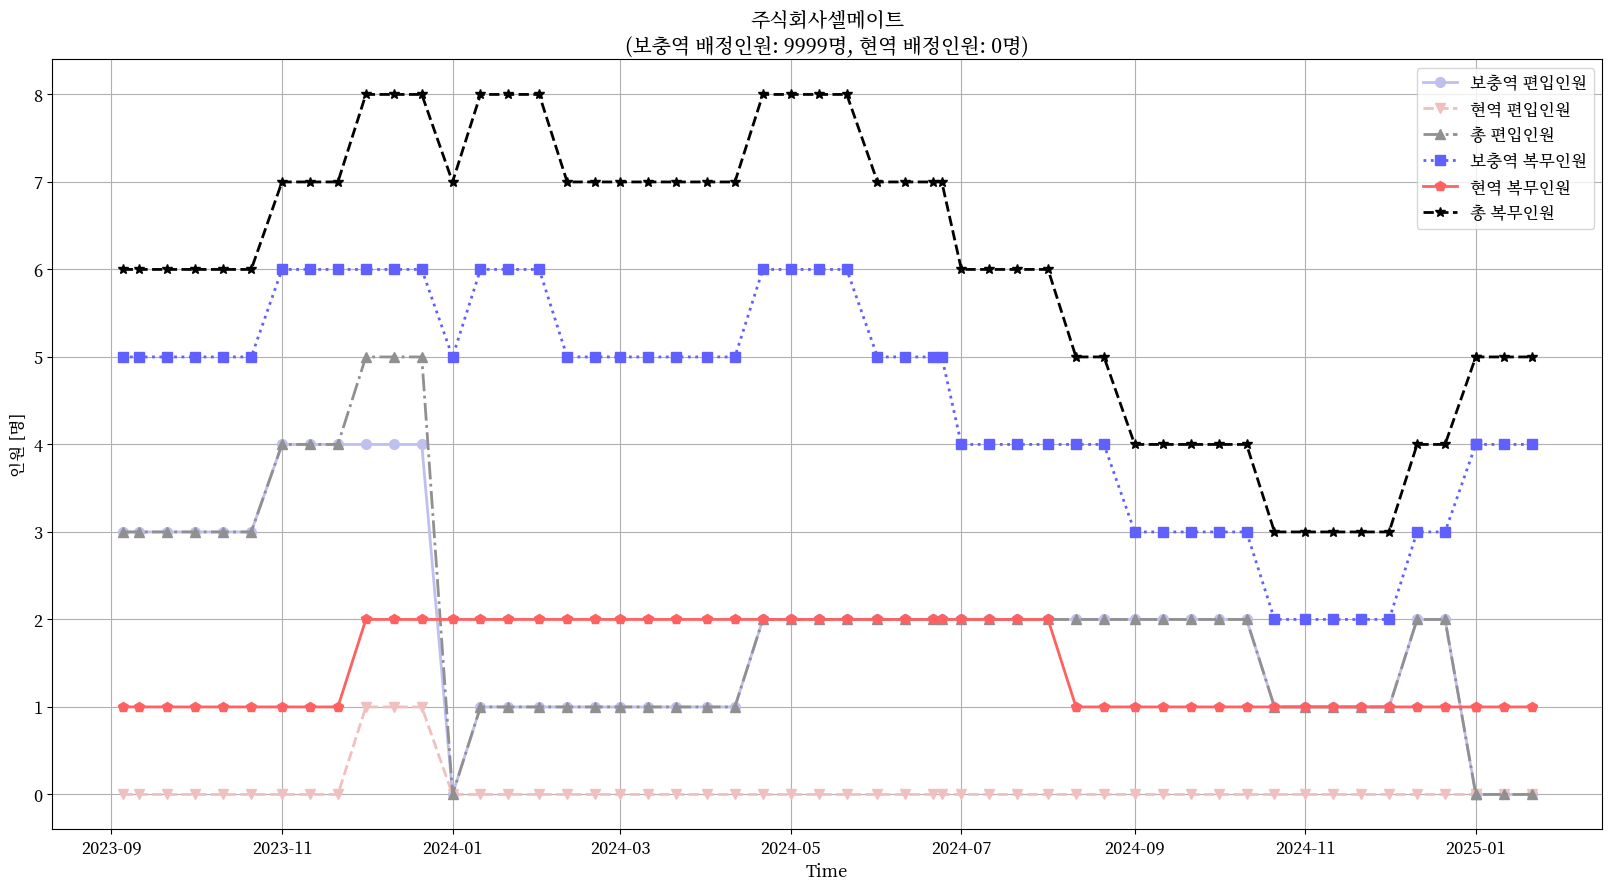 주식회사셀메이트
(보충역 배정인원: 9999명, 현역 배정인원: 0명)
보충역 편입인원
현역 편입인원
총 편입인원
보충역 복무인원
현역 복무인원
총 복무인원
인원 [명]
8
7
6
5
4
3
2
1
0
2023-09
2023-11
2024-01
2024-03
2024-05
2024-07
2024-09
2024-11
2025-01
Time